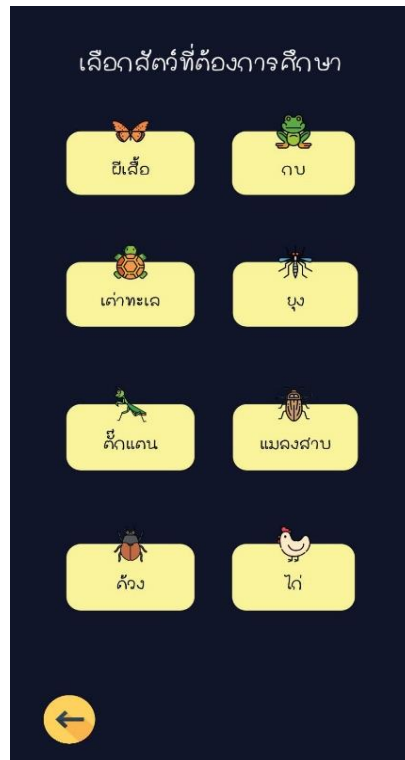 เลือกสัตว์ที่ต้องการศึกษา
ผีเสื้อ
กบ
เต่าทะเล
ยุง
ตั๊กแตน
แมลงสาบ
ด้วง
ไก่